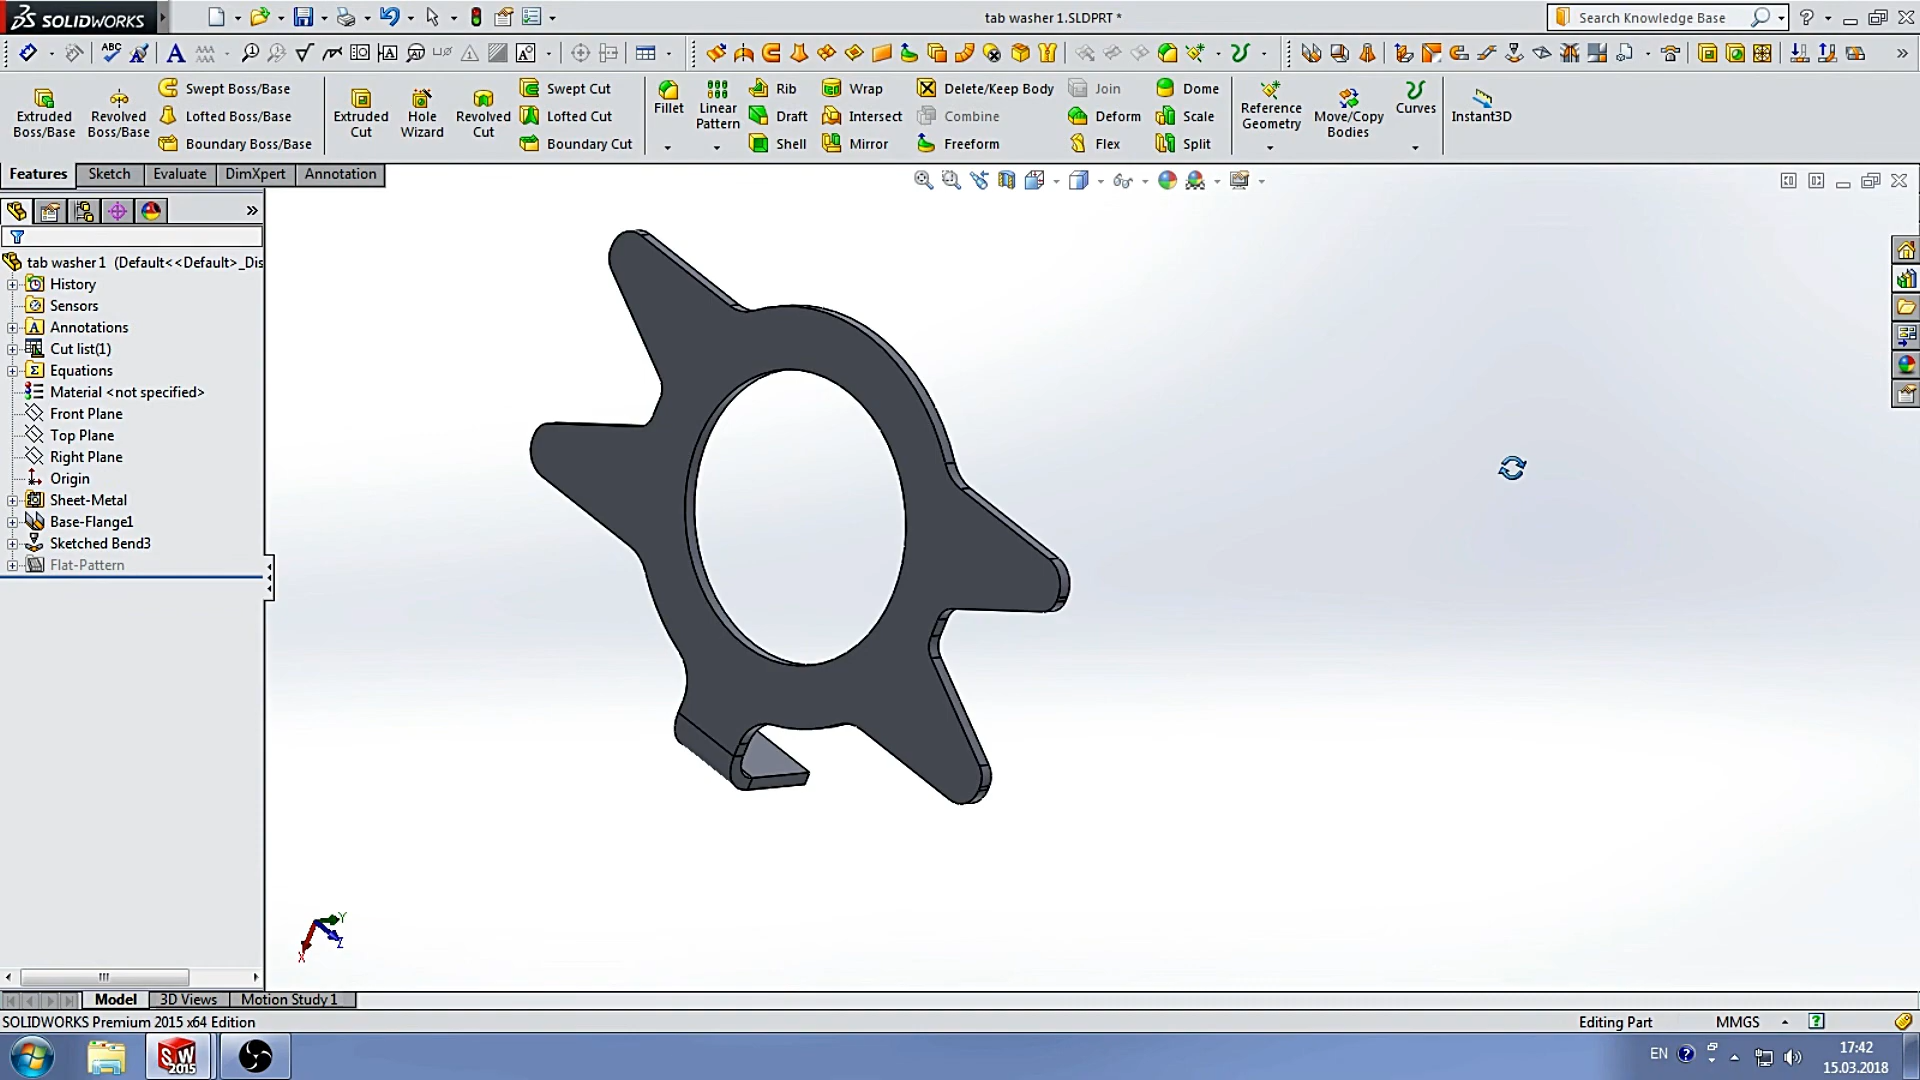 SOLIDWORKS
tab washer 1.SLDPRT *
Search Knowledge Base
Extruded Boss/Base
Revolved Boss/Base
Swept Boss/Base
Lofted Boss/Base
Boundary Boss/Base
Extruded Cut
Hole Wizard
Revolved Cut
Swept Cut
Lofted Cut
Boundary Cut
Fillet
Linear Pattern
Rib
Draft
Shell
Wrap
Intersect
Mirror
Delete/Keep Body
Combine
Freeform
Join
Deform
Flex
Dome
Scale
Split
Reference Geometry
Move/Copy Bodies
Curves
Instant3D
Features
Sketch
Evaluate
DimXpert
Annotation
tab washer 1 (Default<<Default>_Dis
History
Sensors
Annotations
Cut list(1)
Equations
Material <not specified>
Front Plane
Top Plane
Right Plane
Origin
Sheet-Metal
Base-Flange1
Sketched Bend3
Flat-Pattern
Y
Z
X
Model
3D Views
Motion Study 1
SOLIDWORKS Premium 2015 x64 Edition
Editing Part
MMGS
SW
2015
EN
17:42
15.03.2018